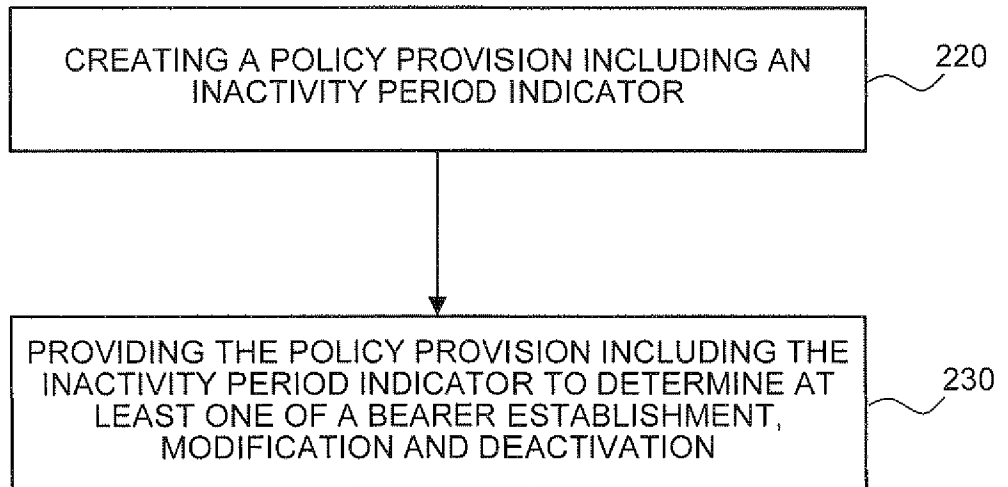 CREATING A POLICY PROVISION INCLUDING AN
INACTIVITY PERIOD INDICATOR
220
PROVIDING THE POLICY PROVISION INCLUDING THE
INACTIVITY PERIOD INDICATOR TO DETERMINE AT
LEAST ONE OF A BEARER ESTABLISHMENT,
MODIFICATION AND DEACTIVATION
230